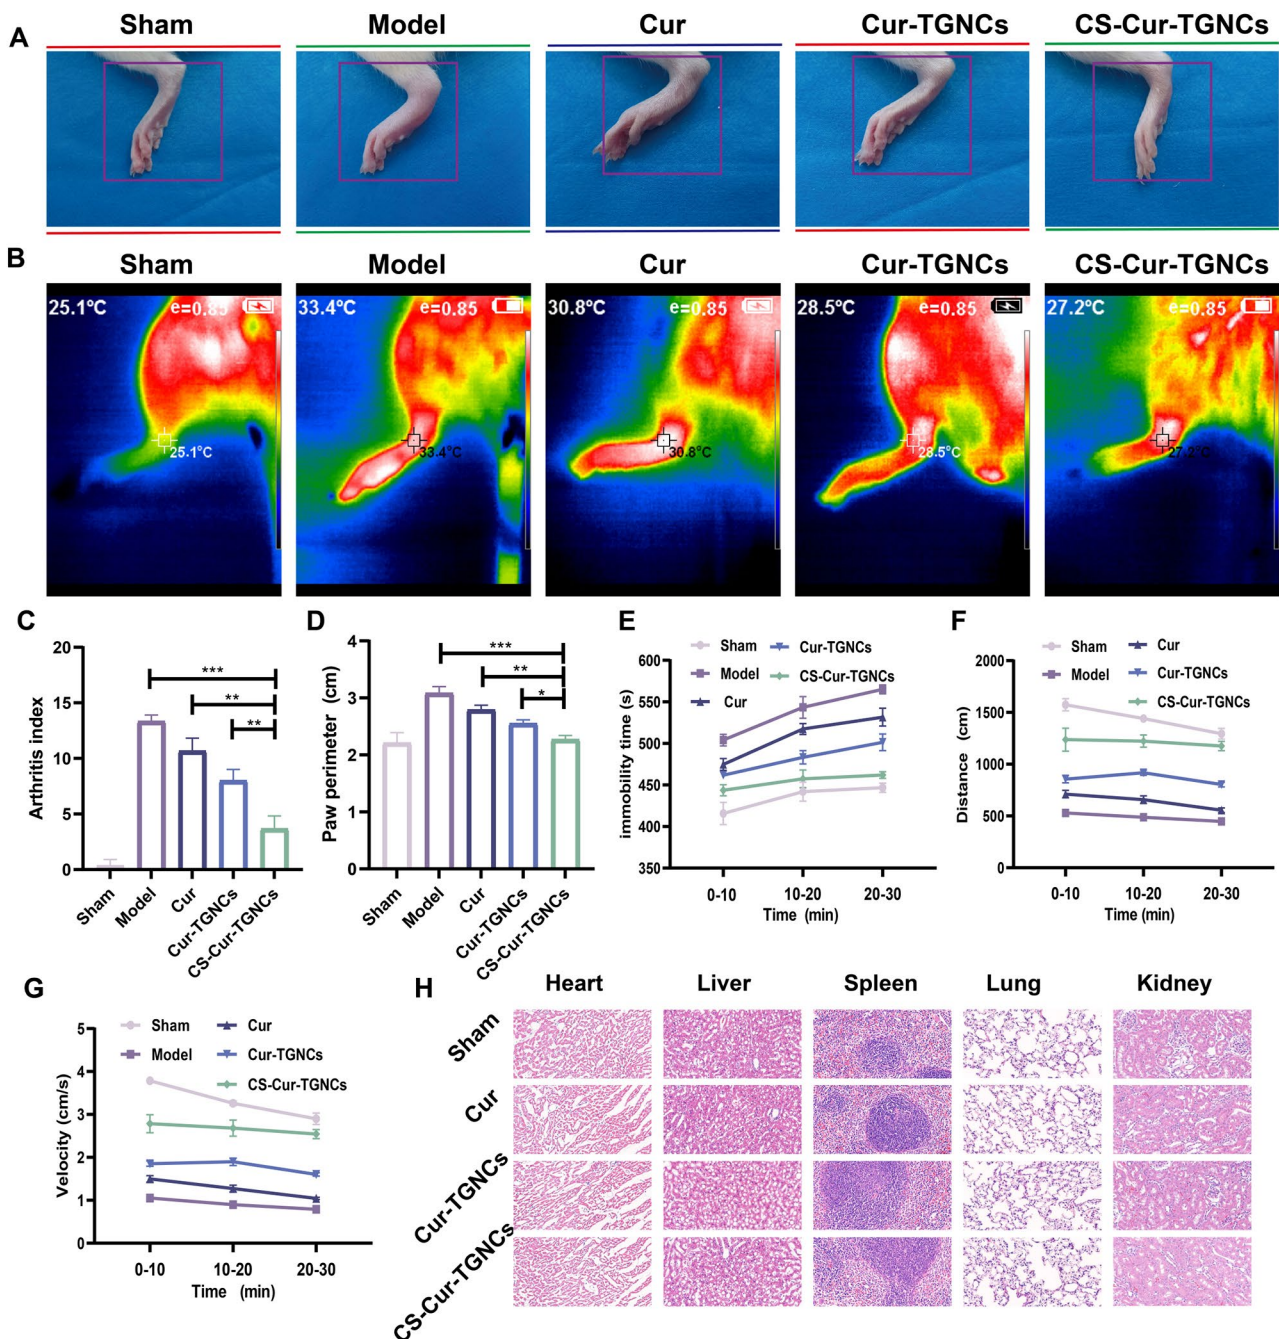 A
Sham Model Cur Cur-TGNCs CS-Cur-TGNCs
B
Sham Model Cur Cur-TGNCs CS-Cur-TGNCs
25.1ºC e=0.85 33.4ºC e=0.85 30.8ºC e=0.85 28.5ºC e=0.85 27.2ºC e=0.85
25.1°C 33.4°C 30.8°C 28.5°C 27.2°C
C
Arthritis index
20
15
10
5
0
***
**
**
Sham Model Cur Cur-TGNCs CS-Cur-TGNCs
D
Paw perimeter (cm)
4
3
2
1
0
***
**
*
Sham Model Cur Cur-TGNCs CS-Cur-TGNCs
E
Sham Cur-TGNCs
Model CS-Cur-TGNCs
Cur
immobility time (s)
600
550
500
450
400
350
0-10 10-20 20-30
Time (min)
F
Sham Cur
Model Cur-TGNCs
CS-Cur-TGNCs
Distance (cm)
2000
1500
1000
500
0
0-10 10-20 20-30
Time (min)
G
Sham Cur
Model Cur-TGNCs
CS-Cur-TGNCs
Velocity (cm/s)
5
4
3
2
1
0
0-10 10-20 20-30
Time (min)
H
Heart Liver Spleen Lung Kidney
Sham
Cur
Cur-TGNCs
CS-Cur-TGNCs